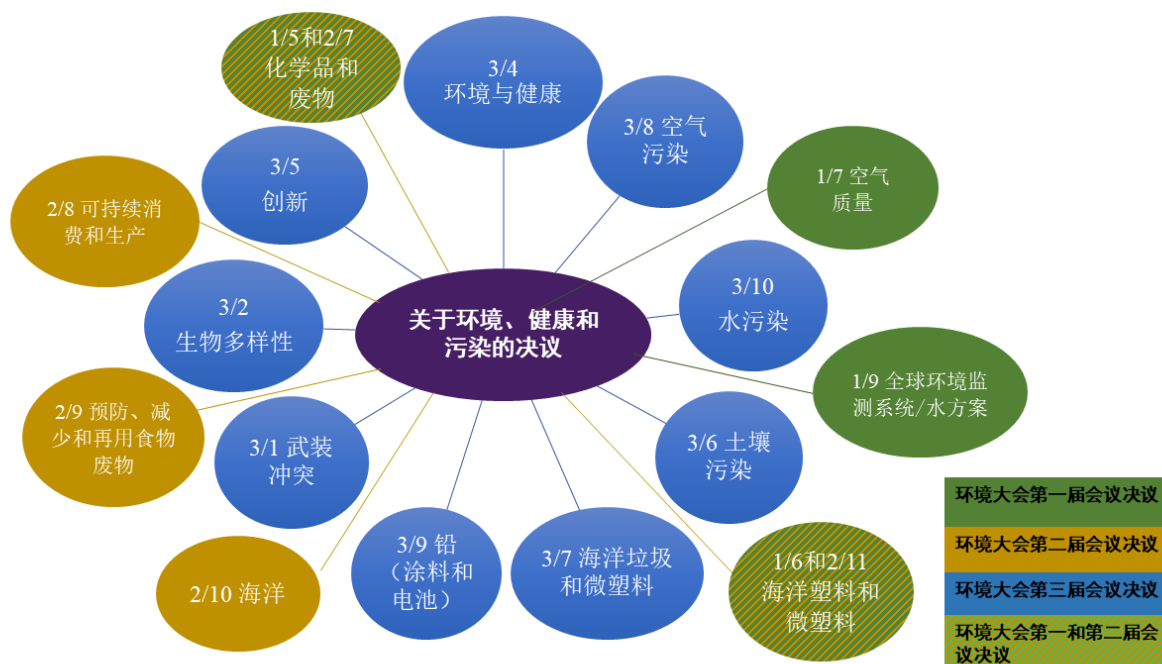 1/5和2/7
化学品和
废物
3/4
环境与健康
3/8 空气
污染
1/7 空气
质量
3/5
创新
2/8 可持续消
费和生产
3/2
生物多样性
关于环境、健康和
污染的决议
3/10
水污染
1/9 全球环境监
测系统/水方案
2/9 预防、减
少和再用食物
废物
3/1 武装
冲突
3/6 土壤
污染
2/10 海洋
3/9 铅
（涂料和
电池）
3/7 海洋垃圾
和微塑料
1/6和2/11
海洋塑料和
微塑料
环境大会第一届会议决议
环境大会第二届会议决议
环境大会第三届会议决议
环境大会第一和第二届会
议决议